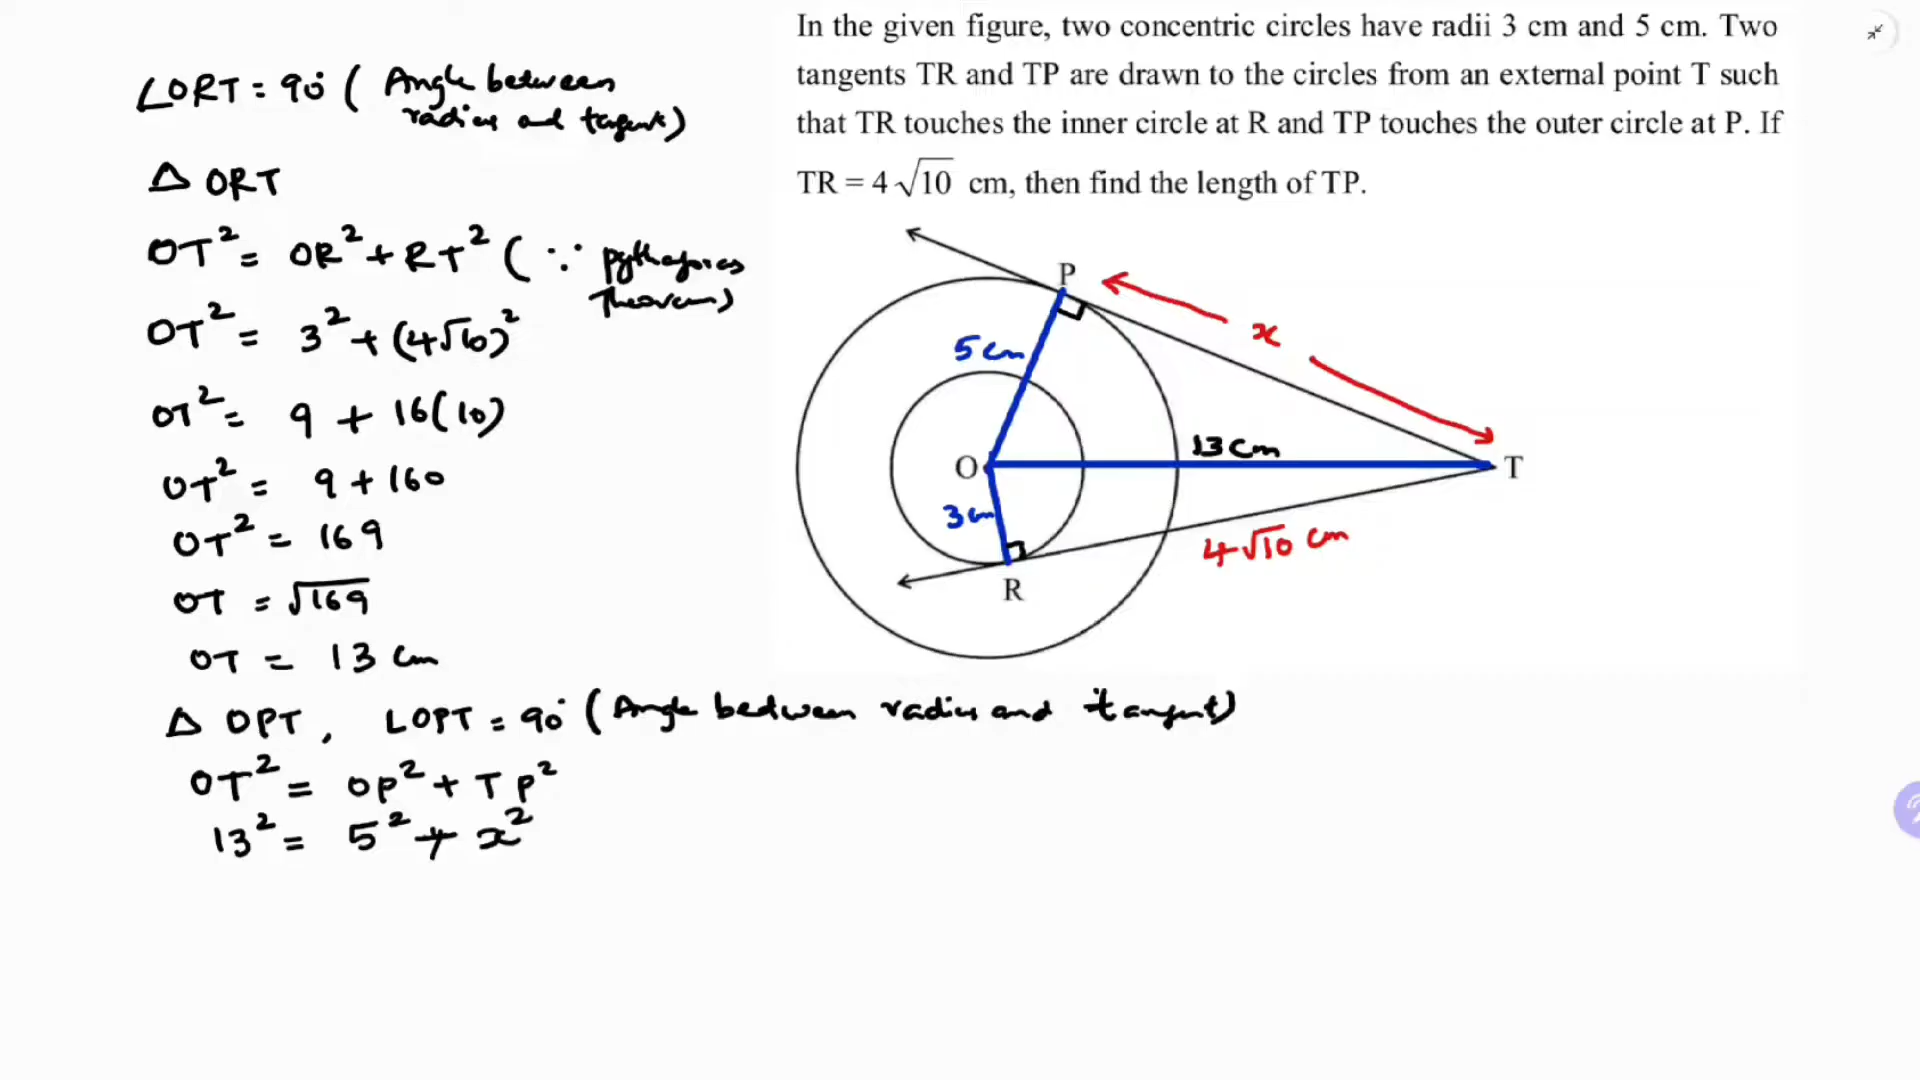 In the given figure, two concentric circles have radii 3 cm and 5 cm. Two
tangents TR and TP are drawn to the circles from an external point T such
that TR touches the inner circle at R and TP touches the outer circle at P. If
TR = 4√10 cm, then find the length of TP.
∠ORT = 90° ( Angle between
radius and tangent)
Δ ORT
OT² = OR² + RT² ( ∵ pythagoras
Theorem)
OT² = 3² + (4√10)²
OT² = 9 + 16(10)
OT² = 9 + 160
OT² = 169
OT = √169
OT = 13 cm
Δ OPT, ∠OPT = 90° (Angle between radius and tangent)
OT² = OP² + TP²
13² = 5² + x²
P
5 cm
x
13 cm
O
T
3 cm
4√10 cm
R